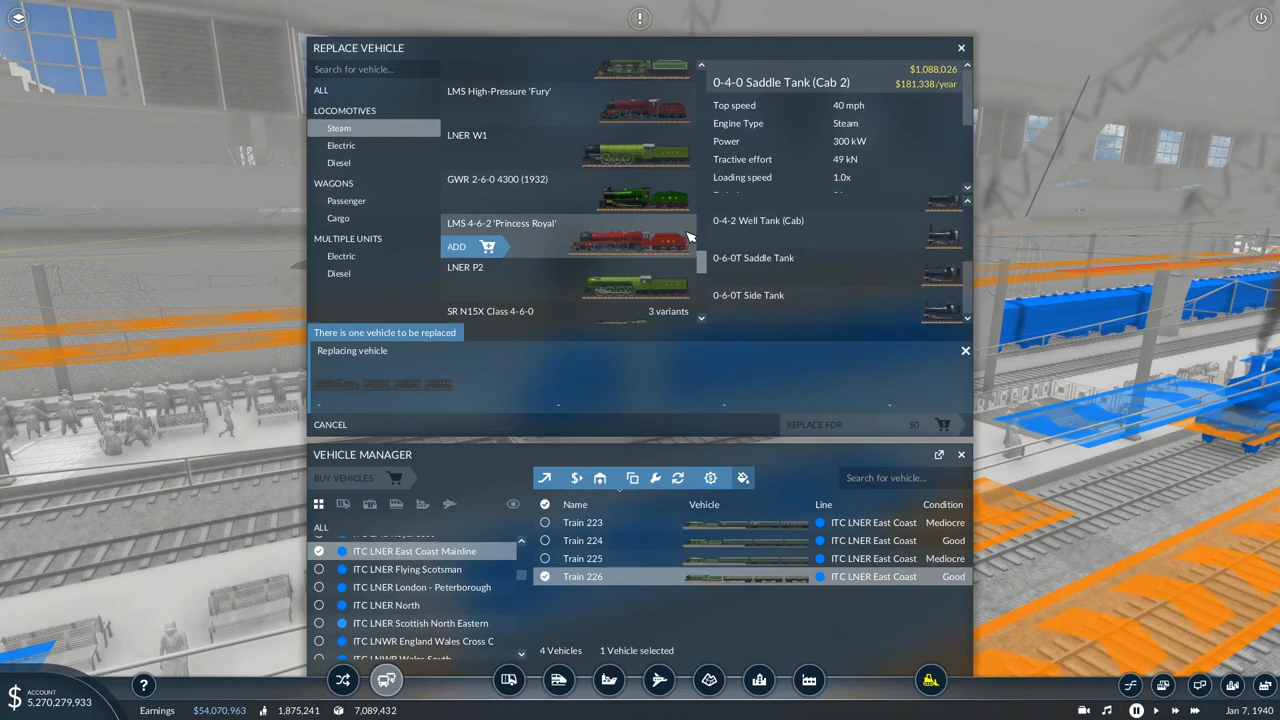 REPLACE VEHICLE
Search for vehicle...
ALL
LOCOMOTIVES
Steam
Electric
Diesel
WAGONS
Passenger
Cargo
MULTIPLE UNITS
Electric
Diesel
LMS High-Pressure 'Fury'
LNER W1
GWR 2-6-0 4300 (1932)
LMS 4-6-2 'Princess Royal'
ADD
LNER P2
SR N15X Class 4-6-0 3 variants
$1,088,026
0-4-0 Saddle Tank (Cab 2)
$181,338/year
Top speed 40 mph
Engine Type Steam
Power 300 kW
Tractive effort 49 kN
Loading speed 1.0x
0-4-2 Well Tank (Cab)
0-6-0T Saddle Tank
0-6-0T Side Tank
There is one vehicle to be replaced
Replacing vehicle
- - - -
CANCEL
REPLACE FOR $0
VEHICLE MANAGER
BUY VEHICLES
Search for vehicle...
ALL
ITC LNER East Coast Mainline
ITC LNER Flying Scotsman
ITC LNER London - Peterborough
ITC LNER North
ITC LNER Scottish North Eastern
ITC LNWR England Wales Cross C
Name Vehicle Line Condition
Train 223 ITC LNER East Coast Mediocre
Train 224 ITC LNER East Coast Good
Train 225 ITC LNER East Coast Mediocre
Train 226 ITC LNER East Coast Good
4 Vehicles 1 Vehicle selected
$ ACCOUNT
5,270,279,933
?
Earnings $54,070,963 1,875,241 7,089,432
Jan 7, 1940